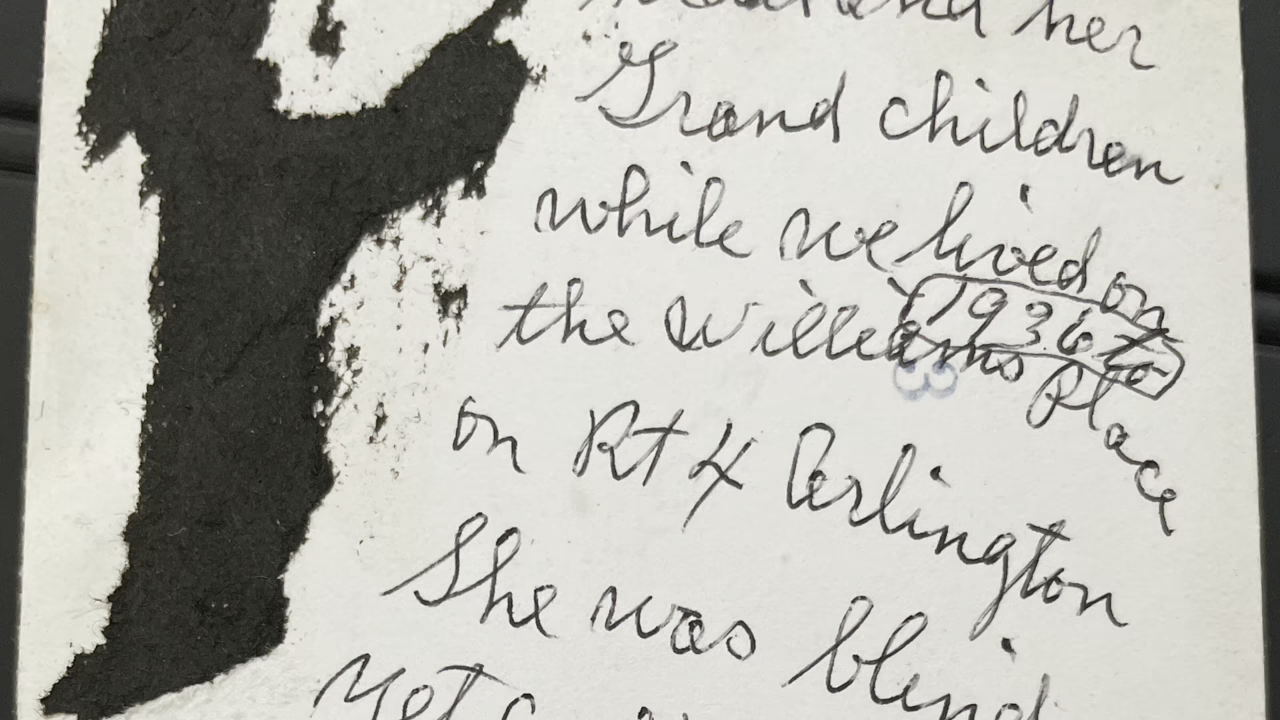 her
Grand children
while we lived on
1936 to
the Williams Place
on Rt 4 Arlington
She was blind
yet